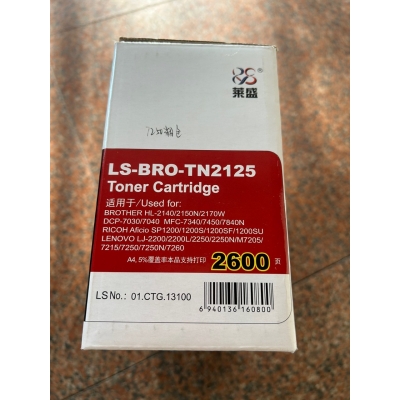 莱盛®
LS-BRO-TN2125
Toner Cartridge
适用于/Used for:
BROTHER HL-2140/2150N/2170W
DCP-7030/7040 MFC-7340/7450/7840N
RICOH Aficio SP1200/1200S/1200SF/1200SU
LENOVO LJ-2200/2200L/2250/2250N/M7205/
7215/7250/7250N/7260
A4, 5%覆盖率本品支持打印 2600 页
LS No.: 01.CTG.13100
6 940136 160800